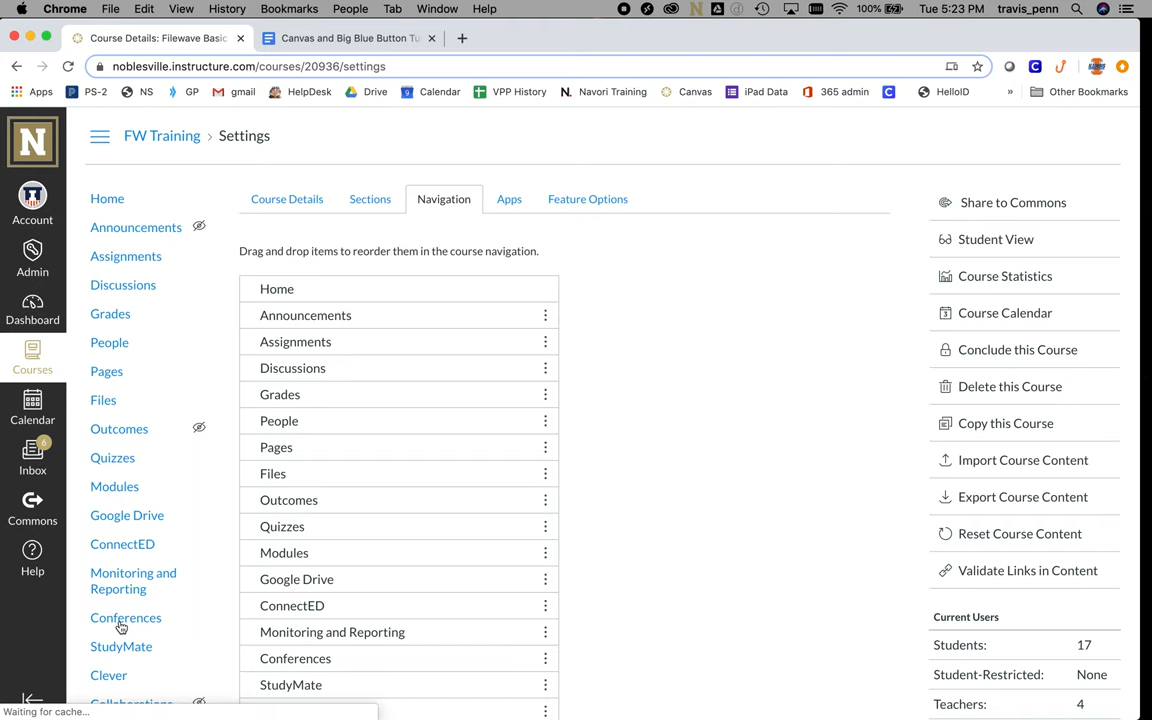 Chrome File Edit View History Bookmarks People Tab Window Help 100% Tue 5:23 PM travis_penn
Course Details: Filewave Basic × Canvas and Big Blue Button Tu ×
noblesville.instructure.com/courses/20936/settings
Apps PS-2 NS GP gmail HelpDesk Drive Calendar VPP History Navori Training Canvas iPad Data 365 admin HelloID » Other Bookmarks
N
FW Training › Settings
Account
Admin
Dashboard
Courses
Calendar
6
Inbox
Commons
Help
Home
Announcements
Assignments
Discussions
Grades
People
Pages
Files
Outcomes
Quizzes
Modules
Google Drive
ConnectED
Monitoring and
Reporting
Conferences
StudyMate
Clever
Collaborations
Course Details Sections Navigation Apps Feature Options
Drag and drop items to reorder them in the course navigation.
Home
Announcements
Assignments
Discussions
Grades
People
Pages
Files
Outcomes
Quizzes
Modules
Google Drive
ConnectED
Monitoring and Reporting
Conferences
StudyMate
Share to Commons
Student View
Course Statistics
Course Calendar
Conclude this Course
Delete this Course
Copy this Course
Import Course Content
Export Course Content
Reset Course Content
Validate Links in Content
Current Users
Students: 17
Student-Restricted: None
Teachers: 4
Waiting for cache...